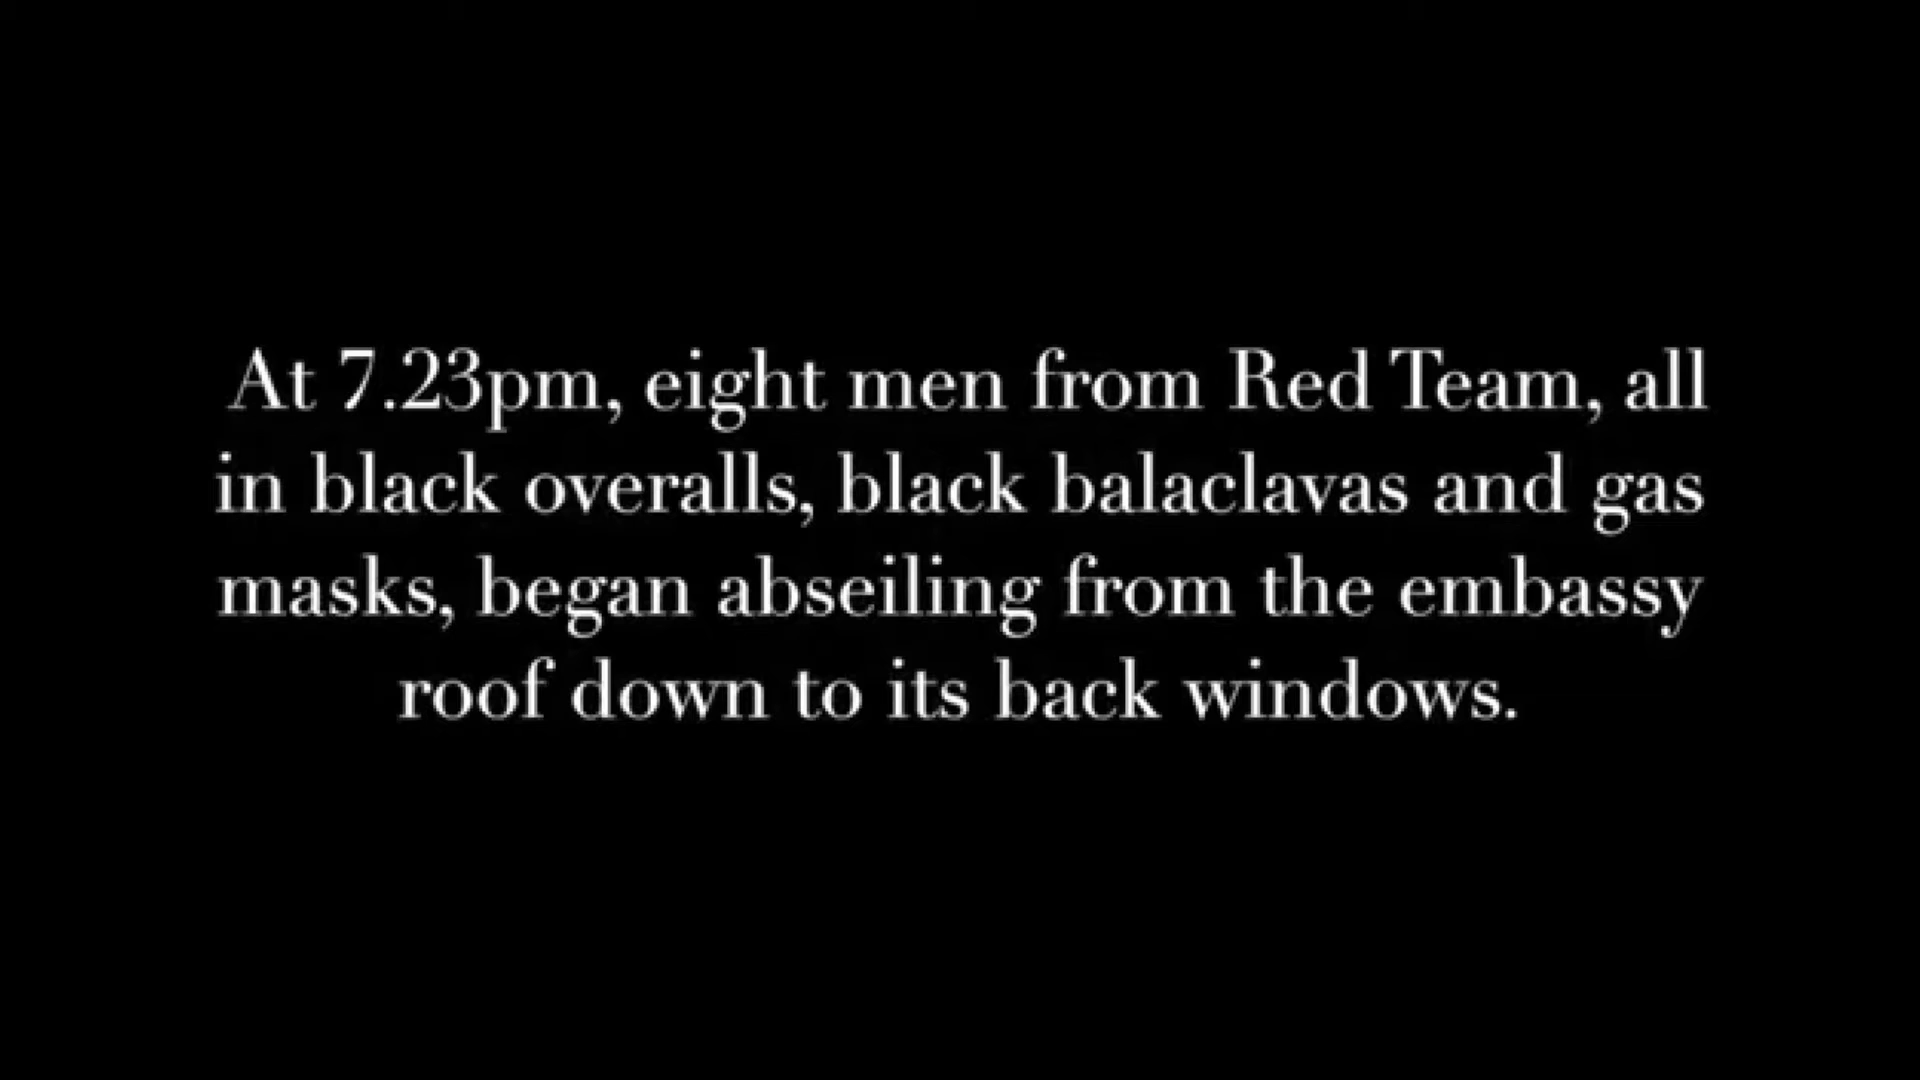 At 7.23pm, eight men from Red Team, all
in black overalls, black balaclavas and gas
masks, began abseiling from the embassy
roof down to its back windows.